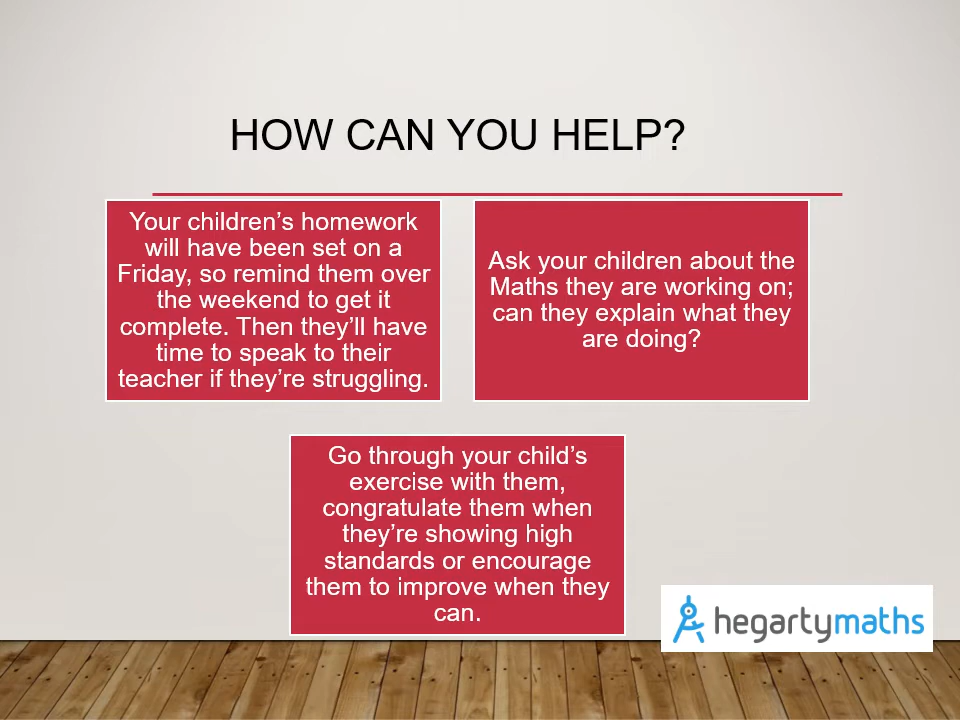 HOW CAN YOU HELP?
Your children's homework
will have been set on a
Friday, so remind them over
the weekend to get it
complete. Then they'll have
time to speak to their
teacher if they're struggling.
Ask your children about the
Maths they are working on;
can they explain what they
are doing?
Go through your child's
exercise with them,
congratulate them when
they're showing high
standards or encourage
them to improve when they
can.
hegartymaths